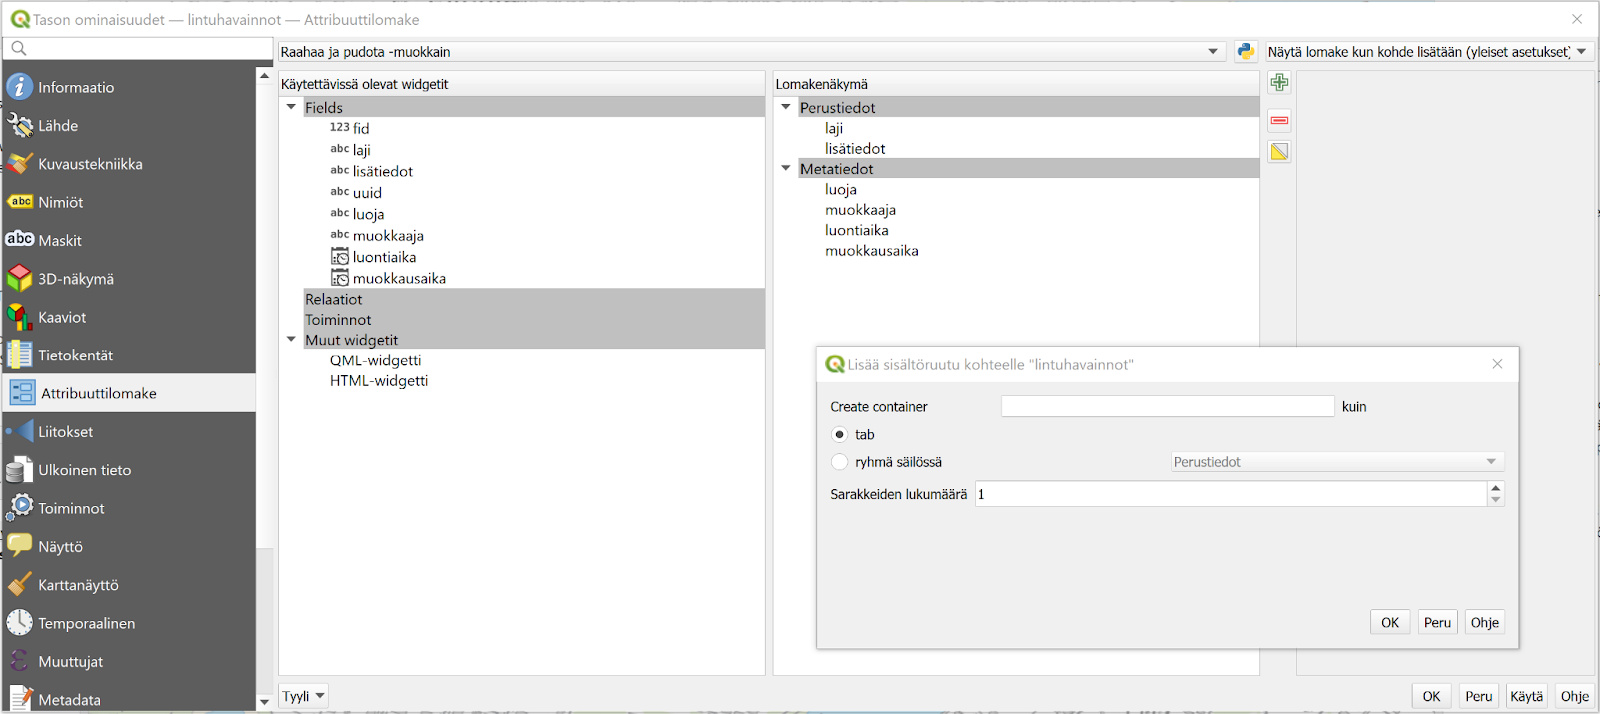 Tason ominaisuudet — lintuhavainnot — Attribuuttilomake
Raahaa ja pudota -muokkain
Näytä lomake kun kohde lisätään (yleiset asetukset)
Informaatio
Lähde
Kuvaustekniikka
abc Nimiöt
abc Maskit
3D-näkymä
Kaaviot
Tietokentät
Attribuuttilomake
Liitokset
Ulkoinen tieto
Toiminnot
Näyttö
Karttanäyttö
Temporaalinen
Muuttujat
Metadata
Käytettävissä olevat widgetit
Fields
123 fid
abc laji
abc lisätiedot
abc uuid
abc luoja
abc muokkaaja
luontiaika
muokkausaika
Relaatiot
Toiminnot
Muut widgetit
QML-widgetti
HTML-widgetti
Lomakenäkymä
Perustiedot
laji
lisätiedot
Metatiedot
luoja
muokkaaja
luontiaika
muokkausaika
Lisää sisältöruutu kohteelle "lintuhavainnot"
Create container kuin
tab
ryhmä säilössä Perustiedot
Sarakkeiden lukumäärä 1
OK Peru Ohje
Tyyli
OK Peru Käytä Ohje